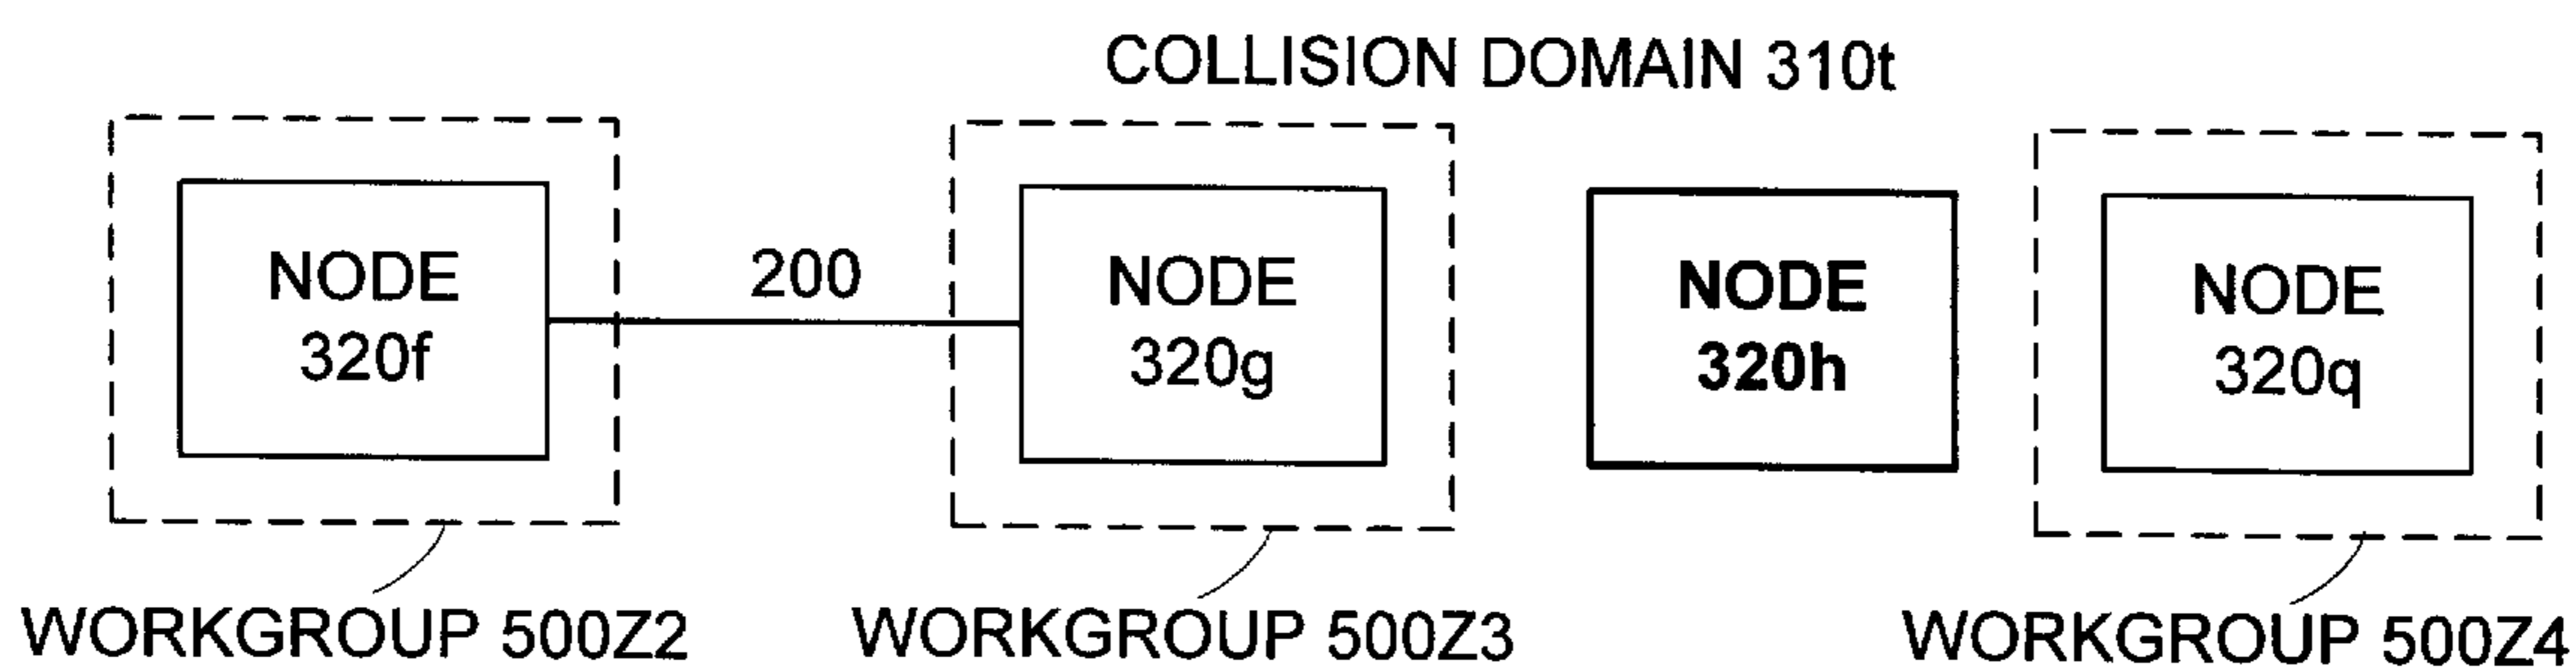 COLLISION DOMAIN 310t
NODE
320f
200
NODE
320g
NODE
320h
NODE
320q
WORKGROUP 500Z2
WORKGROUP 500Z3
WORKGROUP 500Z4